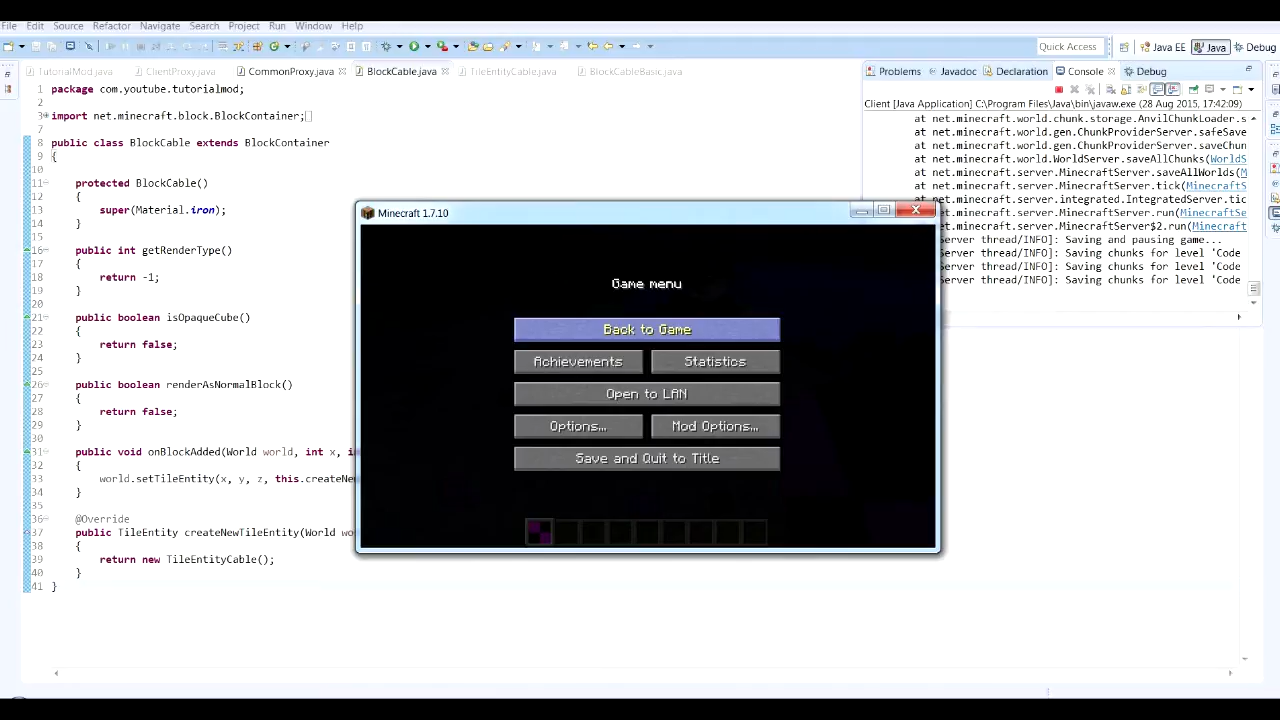 File Edit Source Refactor Navigate Search Project Run Window Help
Quick Access Java EE Java Debug
TutorialMod.java ClientProxy.java CommonProxy.java BlockCable.java TileEntityCable.java BlockCableBasic.java
1 package com.youtube.tutorialmod;
2
3 import net.minecraft.block.BlockContainer;
7
8 public class BlockCable extends BlockContainer
9 {
10
11 protected BlockCable()
12 {
13 super(Material.iron);
14 }
15
16 public int getRenderType()
17 {
18 return -1;
19 }
20
21 public boolean isOpaqueCube()
22 {
23 return false;
24 }
25
26 public boolean renderAsNormalBlock()
27 {
28 return false;
29 }
30
31 public void onBlockAdded(World world, int x, i
32 {
33 world.setTileEntity(x, y, z, this.createNe
34 }
35
36 @Override
37 public TileEntity createNewTileEntity(World w
38 {
39 return new TileEntityCable();
40 }
41 }
Problems Javadoc Declaration Console Debug
Client [Java Application] C:\Program Files\Java\bin\javaw.exe (28 Aug 2015, 17:42:09)
at net.minecraft.world.chunk.storage.AnvilChunkLoader.s
at net.minecraft.world.gen.ChunkProviderServer.safeSave
at net.minecraft.world.gen.ChunkProviderServer.saveChun
at net.minecraft.world.WorldServer.saveAllChunks(WorldS
at net.minecraft.server.MinecraftServer.saveAllWorlds(M
at net.minecraft.server.MinecraftServer.tick(MinecraftS
at net.minecraft.server.integrated.IntegratedServer.tic
at net.minecraft.server.MinecraftServer.run(MinecraftSe
at net.minecraft.server.MinecraftServer$2.run(Minecraft
Server thread/INFO]: Saving and pausing game...
Server thread/INFO]: Saving chunks for level 'Code
Server thread/INFO]: Saving chunks for level 'Code
Server thread/INFO]: Saving chunks for level 'Code
Minecraft 1.7.10
Game menu
Back to Game
Achievements Statistics
Open to LAN
Options... Mod Options...
Save and Quit to Title